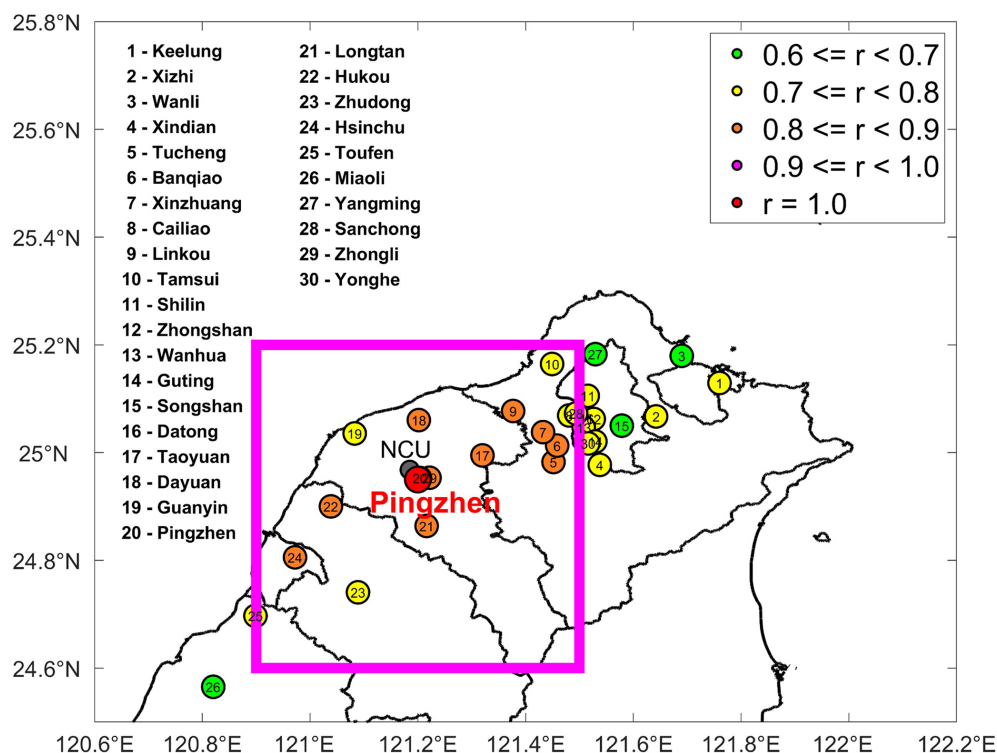 25.8°N
25.6°N
25.4°N
25.2°N
25°N
24.8°N
24.6°N
1 - Keelung
2 - Xizhi
3 - Wanli
4 - Xindian
5 - Tucheng
6 - Banqiao
7 - Xinzhuang
8 - Cailiao
9 - Linkou
10 - Tamsui
11 - Shilin
12 - Zhongshan
13 - Wanhua
14 - Guting
15 - Songshan
16 - Datong
17 - Taoyuan
18 - Dayuan
19 - Guanyin
20 - Pingzhen
21 - Longtan
22 - Hukou
23 - Zhudong
24 - Hsinchu
25 - Toufen
26 - Miaoli
27 - Yangming
28 - Sanchong
29 - Zhongli
30 - Yonghe
0.6 <= r < 0.7
0.7 <= r < 0.8
0.8 <= r < 0.9
0.9 <= r < 1.0
r = 1.0
27
3
10
1
11
9
28
2
18
15
19
7
6
17
5
30
4
NCU
20
Pingzhen
22
21
24
23
25
26
120.6°E
120.8°E
121°E
121.2°E
121.4°E
121.6°E
121.8°E
122°E
122.2°E